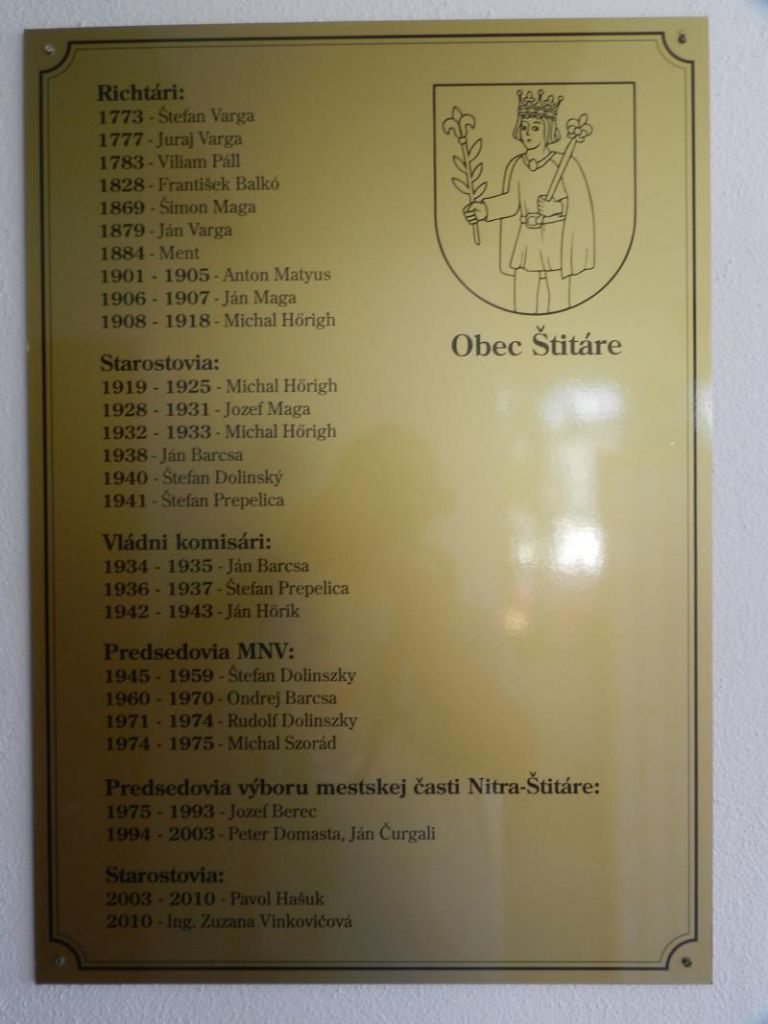 Richtári:
1773 - Štefan Varga
1777 - Juraj Varga
1783 - Viliam Páll
1828 - František Balkó
1869 - Šimon Maga
1879 - Ján Varga
1884 - Ment
1901 - 1905 - Anton Matyus
1906 - 1907 - Ján Maga
1908 - 1918 - Michal Hőrigh
Starostovia:
1919 - 1925 - Michal Hőrigh
1928 - 1931 - Jozef Maga
1932 - 1933 - Michal Hőrigh
1938 - Ján Barcsa
1940 - Štefan Dolinský
1941 - Štefan Prepelica
Vládni komisári:
1934 - 1935 - Ján Barcsa
1936 - 1937 - Štefan Prepelica
1942 - 1943 - Ján Hörik
Predsedovia MNV:
1945 - 1959 - Štefan Dolinszky
1960 - 1970 - Ondrej Barcsa
1971 - 1974 - Rudolf Dolinszky
1974 - 1975 - Michal Szorád
Predsedovia výboru mestskej časti Nitra-Štitáre:
1975 - 1993 - Jozef Berec
1994 - 2003 - Peter Domasta, Ján Čurgali
Starostovia:
2003 - 2010 - Pavol Hašuk
2010 - Ing. Zuzana Vinkovičová
Obec Štitáre